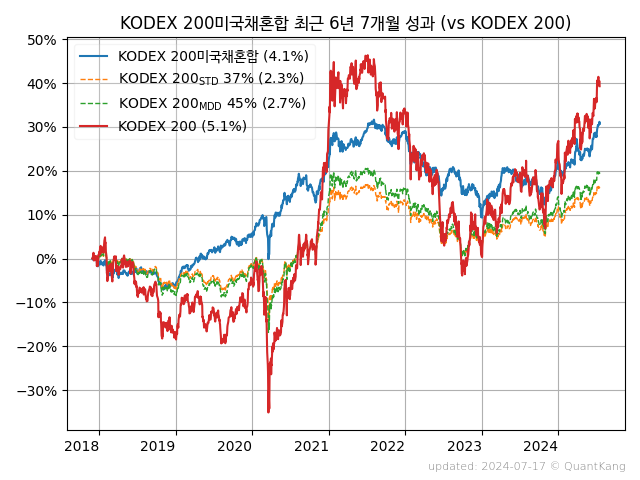 KODEX 200미국채혼합 최근 6년 7개월 성과 (vs KODEX 200)
50%
40%
30%
20%
10%
0%
−10%
−20%
−30%
KODEX 200미국채혼합 (4.1%)
KODEX 200STD 37% (2.3%)
KODEX 200MDD 45% (2.7%)
KODEX 200 (5.1%)
2018 2019 2020 2021 2022 2023 2024
updated: 2024-07-17 © QuantKang